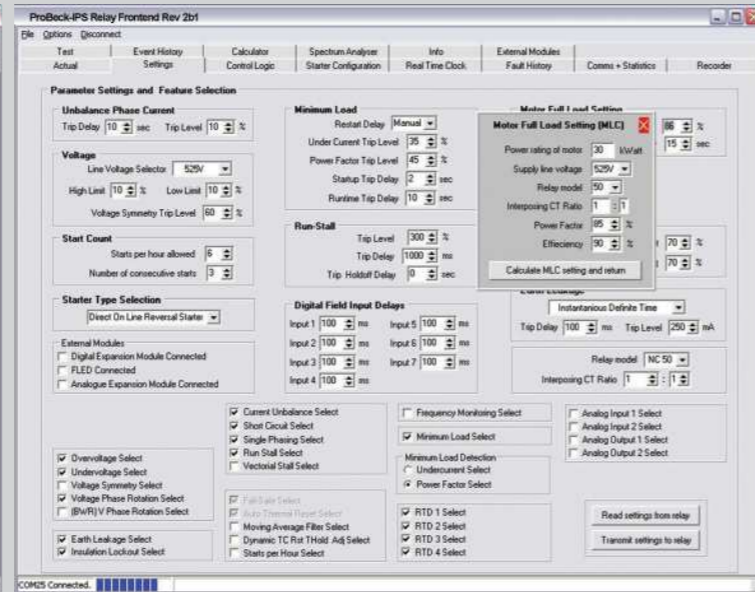 ProBeck-IPS Relay Frontend Rev 2b1
File Options Disconnect
Test Event History Calculator Spectrum Analyser Info External Modules
Actual Settings Control Logic Starter Configuration Real Time Clock Fault History Comms + Statistics Recorder
Parameter Settings and Feature Selection
Unbalance Phase Current
Trip Delay 10 sec Trip Level 10 %
Voltage
Line Voltage Selector 525V
High Limit 10 % Low Limit 10 %
Voltage Symmetry Trip Level 60 %
Start Count
Starts per hour allowed 6
Number of consecutive starts 3
Starter Type Selection
Direct On Line Reversal Starter
External Modules
Digital Expansion Module Connected
FLED Connected
Analogue Expansion Module Connected
Minimum Load
Restart Delay Manual
Under Current Trip Level 35 %
Power Factor Trip Level 45 %
Startup Trip Delay 2 sec
Runtime Trip Delay 10 sec
Run-Stall
Trip Level 300 %
Trip Delay 1000 ms
Trip Holdoff Delay 0 sec
Digital Field Input Delays
Input 1 100 ms Input 5 100 ms
Input 2 100 ms Input 6 100 ms
Input 3 100 ms Input 7 100 ms
Input 4 100 ms
Motor Full Load Setting
86 %
15 sec
Motor Full Load Setting (MLC)
Power rating of motor 30 kWatt
Supply line voltage 525V
Relay model 50
Interposing CT Ratio 1 : 1
Power Factor 85 %
Effieciency 90 %
Calculate MLC setting and return
70 %
70 %
Earth Leakage
Instantanious Definite Time
Trip Delay 100 ms Trip Level 250 mA
Relay model NC 50
Interposing CT Ratio 1 : 1
Overvoltage Select
Undervoltage Select
Voltage Symmetry Select
Voltage Phase Rotation Select
(BWR) V Phase Rotation Select
Earth Leakage Select
Insulation Lockout Select
Current Unbalance Select
Short Circuit Select
Single Phasing Select
Run Stall Select
Vectorial Stall Select
Fail-Safe Select
Auto Thermal Reset Select
Moving Average Filter Select
Dynamic TC Rst THold Adj Select
Starts per Hour Select
Frequency Monitoring Select
Minimum Load Select
Minimum Load Detection
Undercurrent Select
Power Factor Select
RTD 1 Select
RTD 2 Select
RTD 3 Select
RTD 4 Select
Analog Input 1 Select
Analog Input 2 Select
Analog Output 1 Select
Analog Output 2 Select
Read settings from relay
Transmit settings to relay
COM25 Connected.